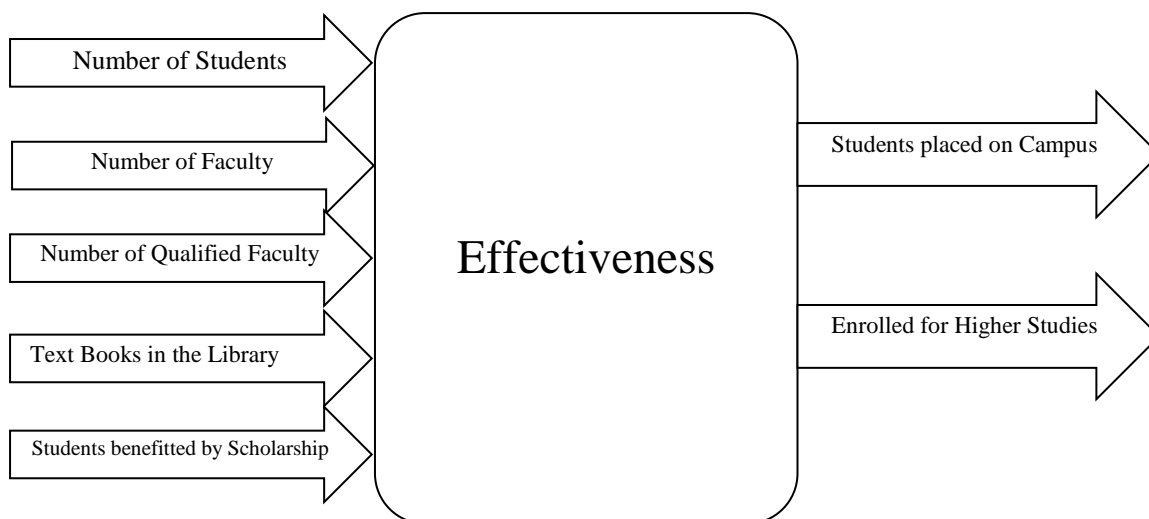 Number of Students
Number of Faculty
Number of Qualified Faculty
Text Books in the Library
Students benefitted by Scholarship
Effectiveness
Students placed on Campus
Enrolled for Higher Studies